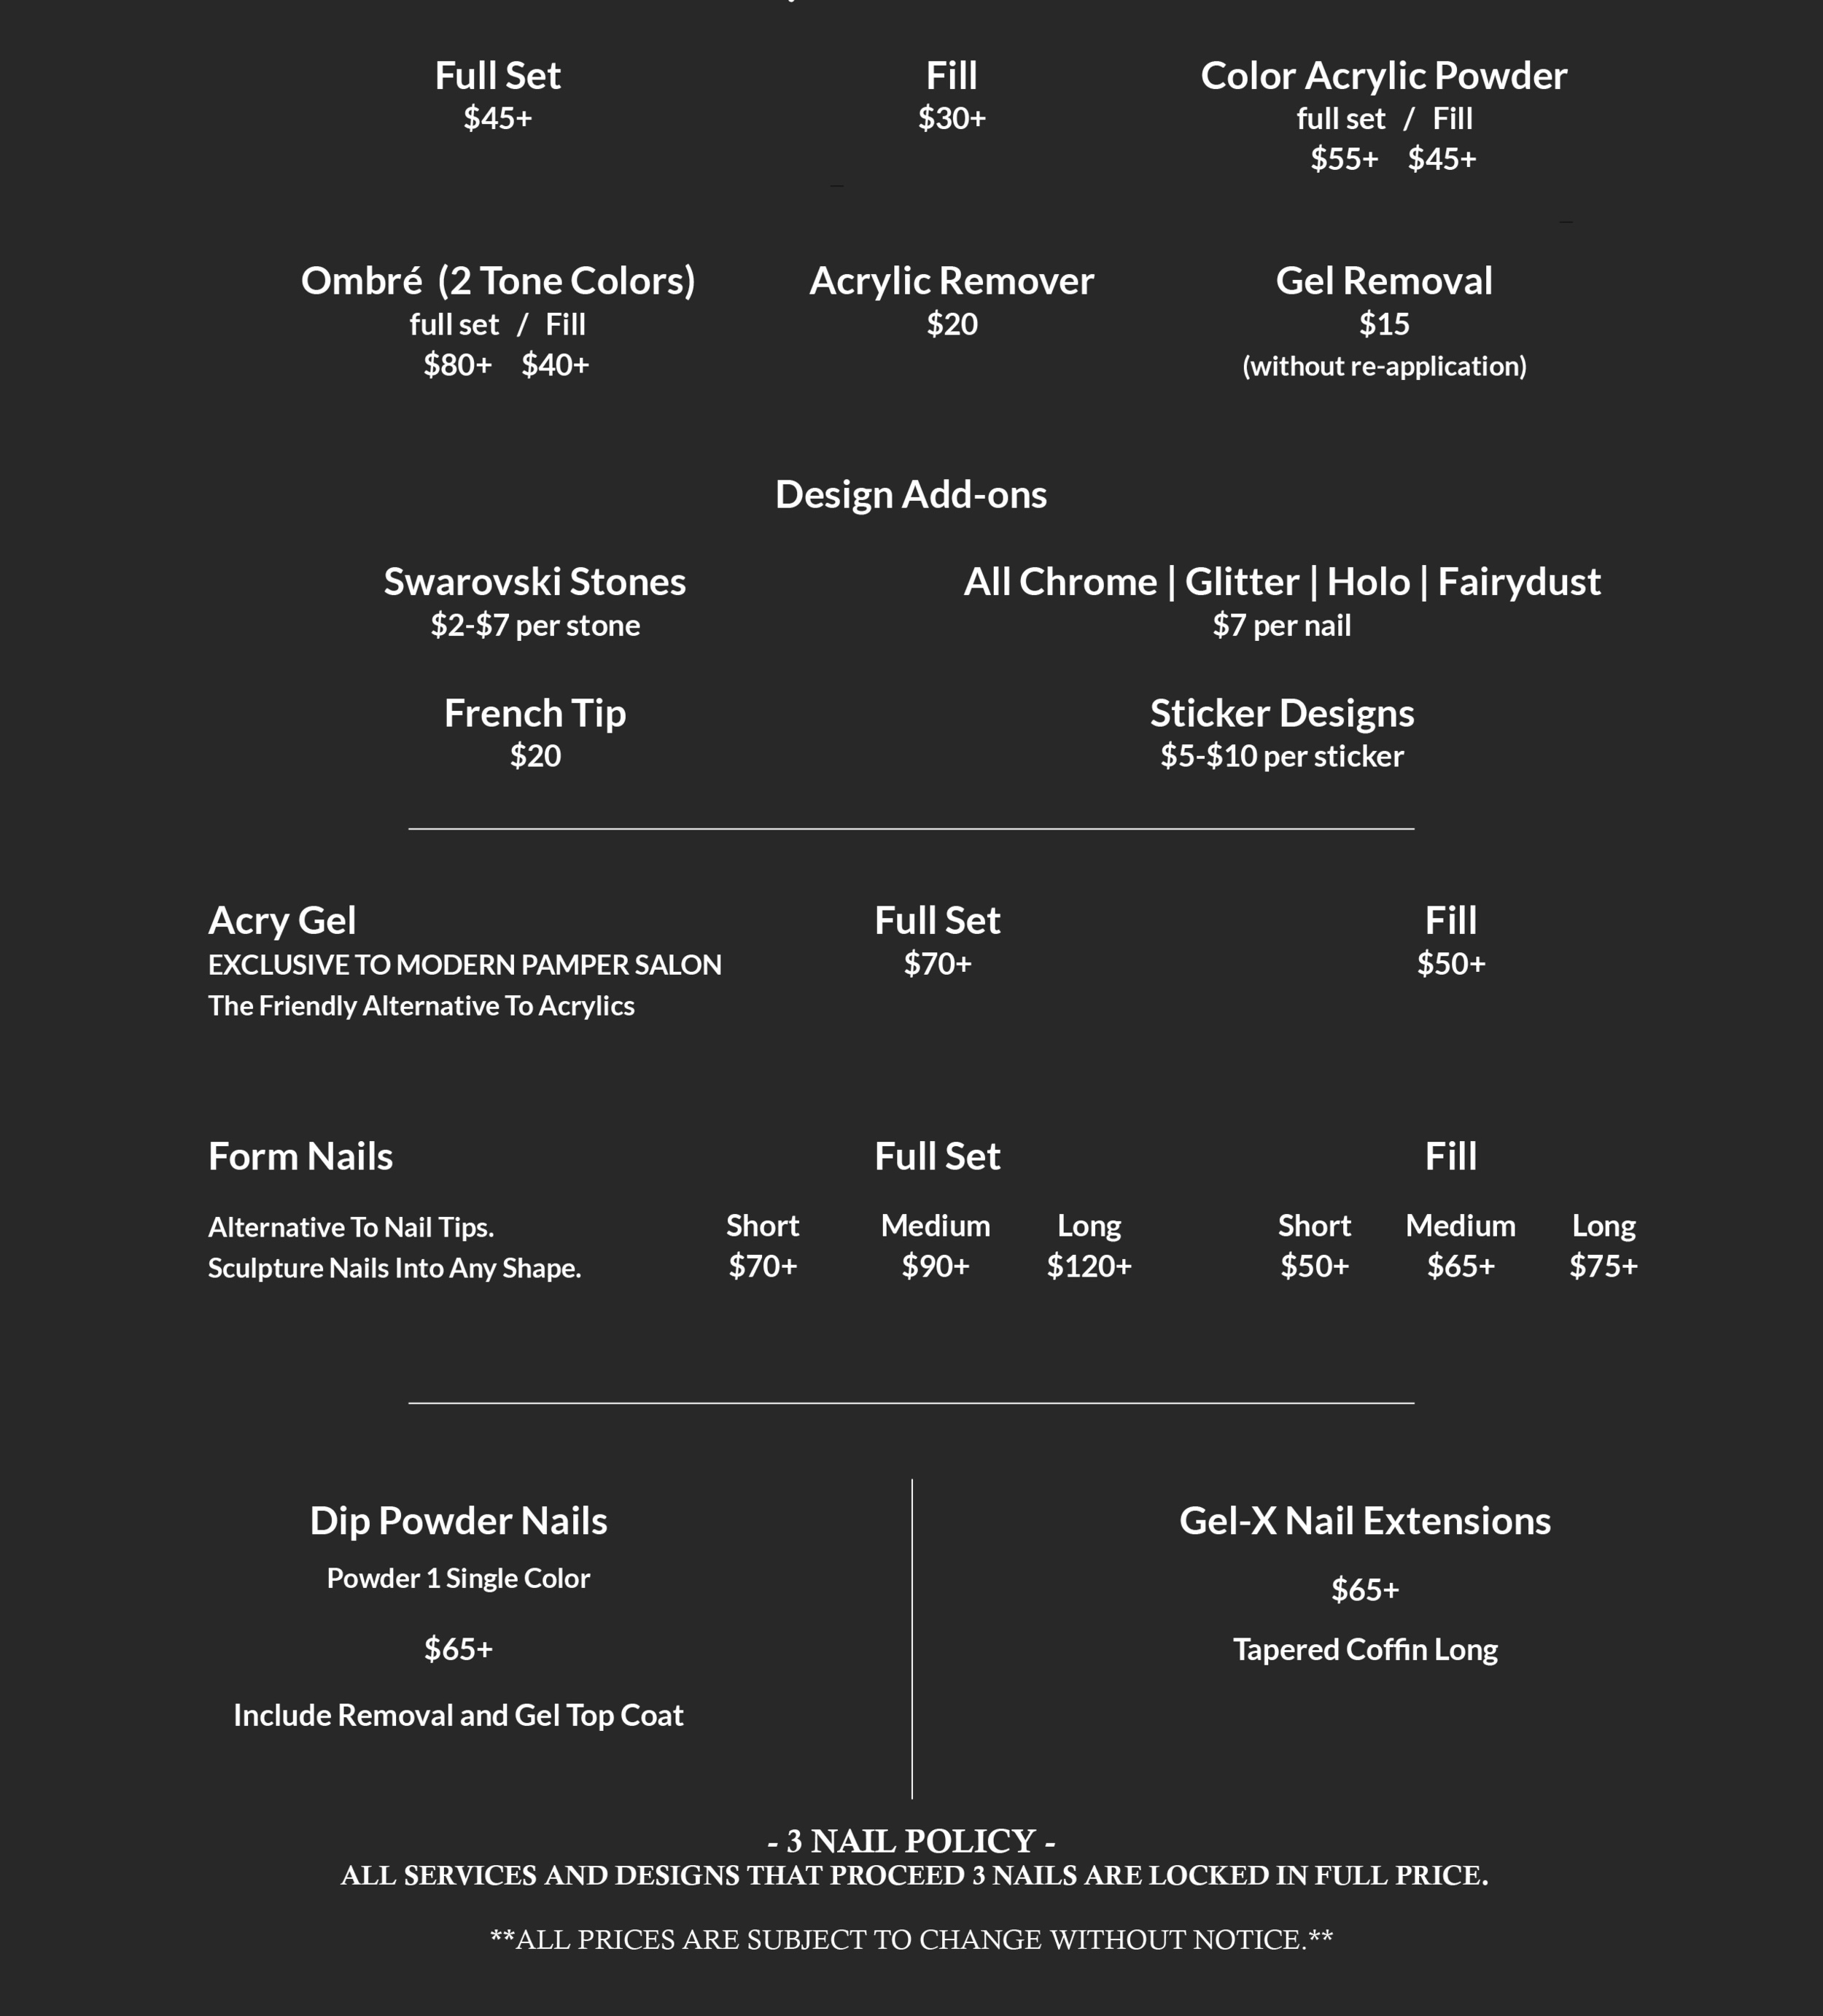 Full Set
$45+
Fill
$30+
Color Acrylic Powder
full set / Fill
$55+ $45+
Ombré (2 Tone Colors)
full set / Fill
$80+ $40+
Acrylic Remover
$20
Gel Removal
$15
(without re-application)
Design Add-ons
Swarovski Stones
$2-$7 per stone
All Chrome | Glitter | Holo | Fairydust
$7 per nail
French Tip
$20
Sticker Designs
$5-$10 per sticker
Acry Gel
EXCLUSIVE TO MODERN PAMPER SALON
The Friendly Alternative To Acrylics
Full Set
$70+
Fill
$50+
Form Nails
Alternative To Nail Tips.
Sculpture Nails Into Any Shape.
Full Set
Short Medium Long
$70+ $90+ $120+
Fill
Short Medium Long
$50+ $65+ $75+
Dip Powder Nails
Powder 1 Single Color
$65+
Include Removal and Gel Top Coat
Gel-X Nail Extensions
$65+
Tapered Coffin Long
- 3 NAIL POLICY -
ALL SERVICES AND DESIGNS THAT PROCEED 3 NAILS ARE LOCKED IN FULL PRICE.
**ALL PRICES ARE SUBJECT TO CHANGE WITHOUT NOTICE.**